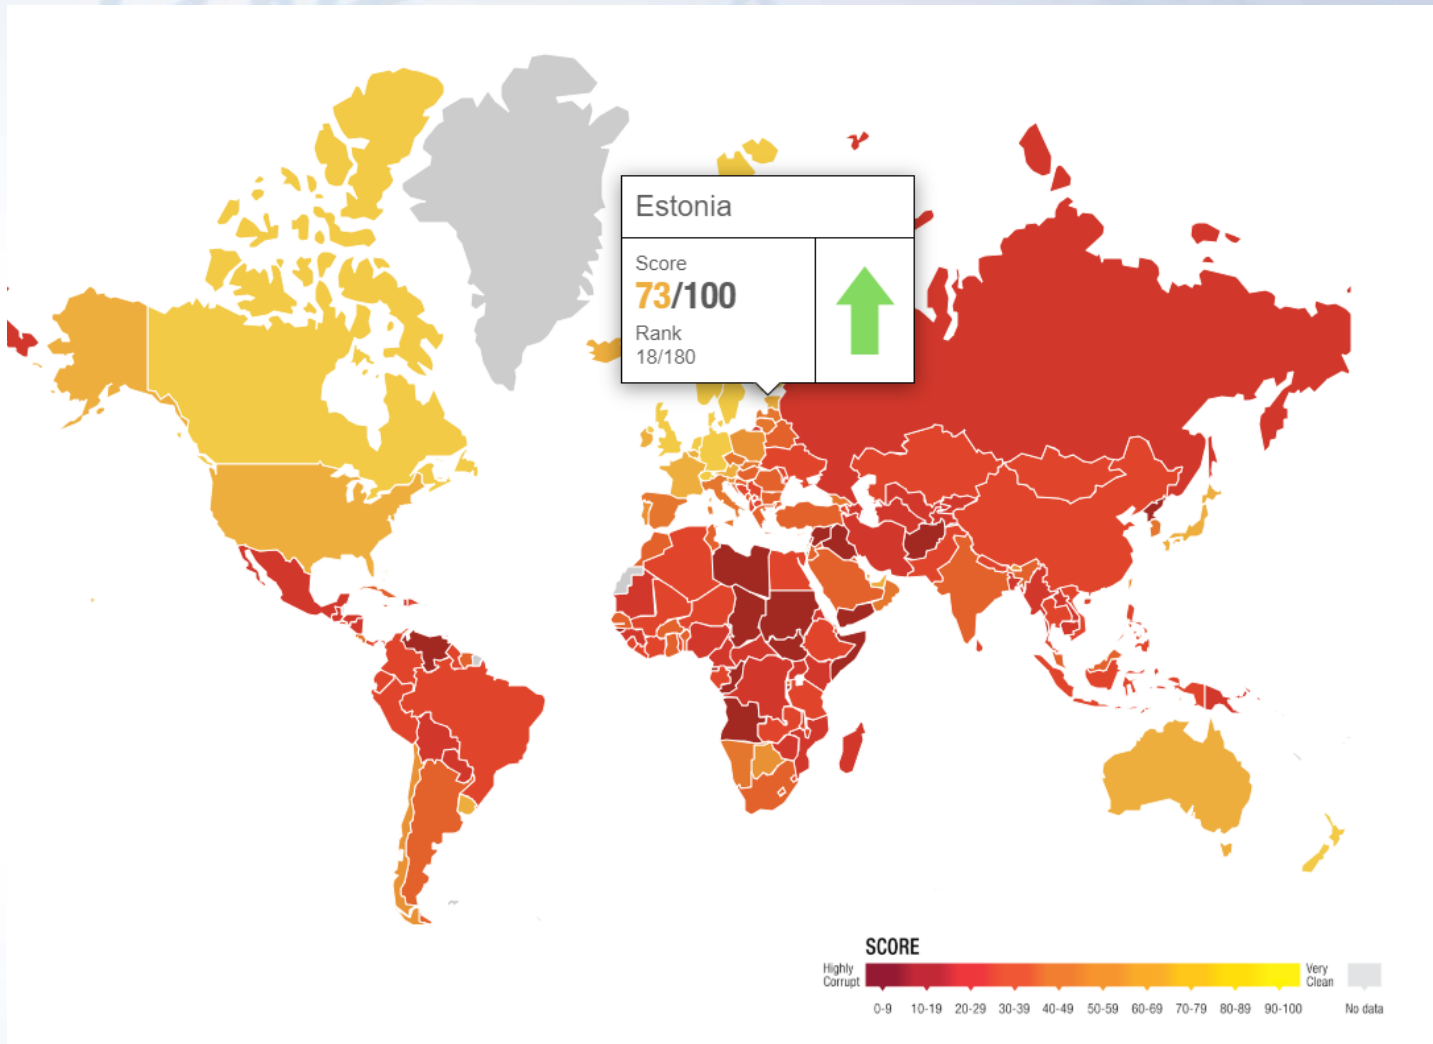 Estonia
Score
73/100
Rank
18/180
SCORE
Highly
Corrupt
Very
Clean
0-9 10-19 20-29 30-39 40-49 50-59 60-69 70-79 80-89 90-100 No data